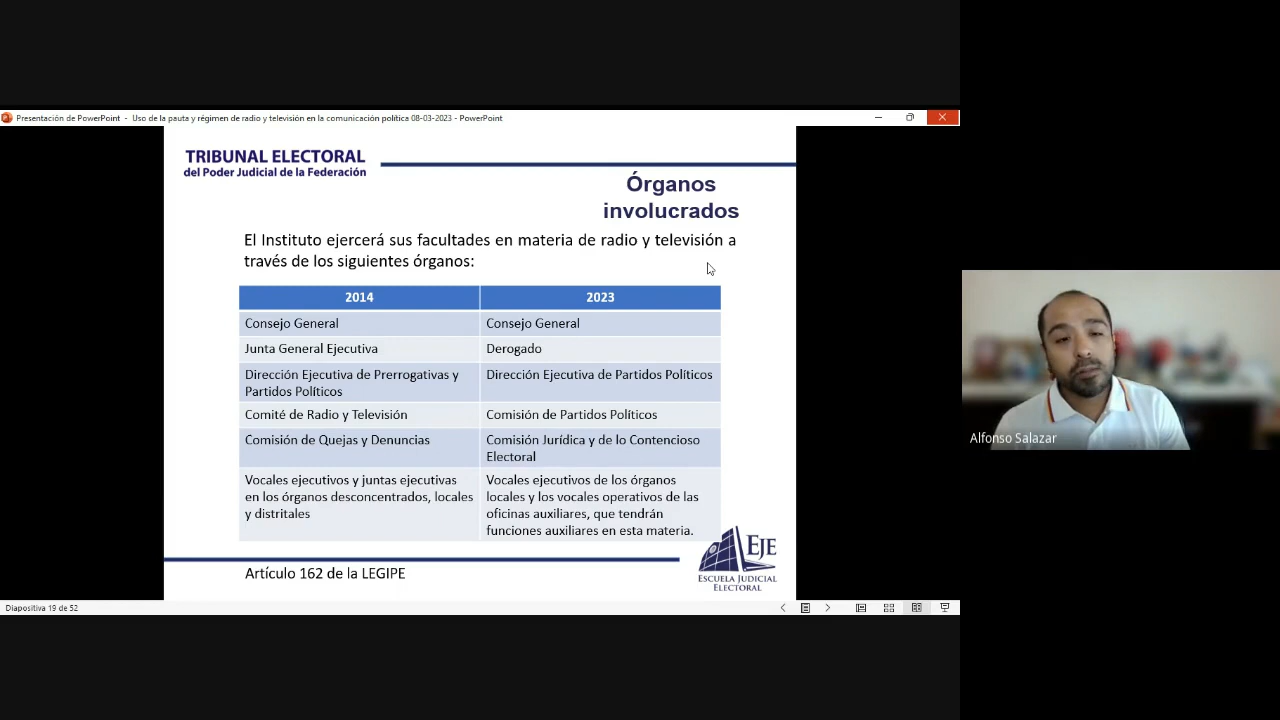 Presentación de PowerPoint - Uso de la pauta y régimen de radio y televisión en la comunicación política 08-03-2023 - PowerPoint
TRIBUNAL ELECTORAL
del Poder Judicial de la Federación
Órganos
involucrados
El Instituto ejercerá sus facultades en materia de radio y televisión a
través de los siguientes órganos:
2014
2023
Consejo General
Consejo General
Junta General Ejecutiva
Derogado
Dirección Ejecutiva de Prerrogativas y
Partidos Políticos
Dirección Ejecutiva de Partidos Políticos
Comité de Radio y Televisión
Comisión de Partidos Políticos
Comisión de Quejas y Denuncias
Comisión Jurídica y de lo Contencioso
Electoral
Vocales ejecutivos y juntas ejecutivas
en los órganos desconcentrados, locales
y distritales
Vocales ejecutivos de los órganos
locales y los vocales operativos de las
oficinas auxiliares, que tendrán
funciones auxiliares en esta materia.
EJE
ESCUELA JUDICIAL
ELECTORAL
Artículo 162 de la LEGIPE
Diapositiva 19 de 52
Alfonso Salazar